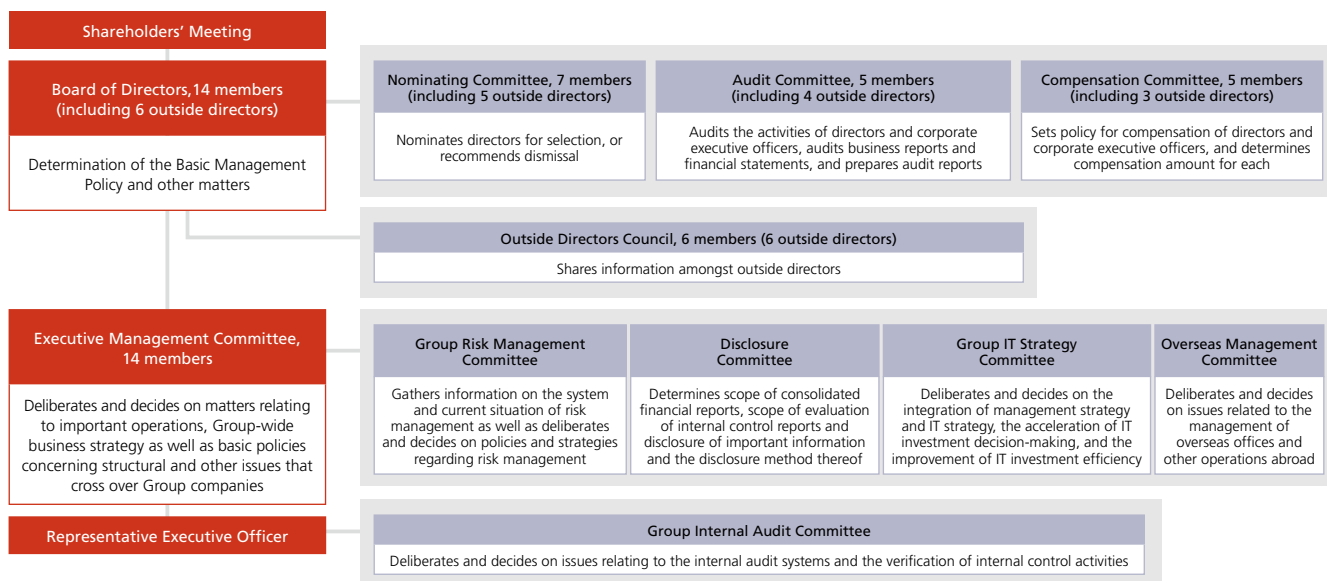 Shareholders' Meeting
Board of Directors,14 members
(including 6 outside directors)
Determination of the Basic Management
Policy and other matters
Nominating Committee, 7 members
(including 5 outside directors)
Nominates directors for selection, or
recommends dismissal
Audit Committee, 5 members
(including 4 outside directors)
Audits the activities of directors and corporate
executive officers, audits business reports and
financial statements, and prepares audit reports
Compensation Committee, 5 members
(including 3 outside directors)
Sets policy for compensation of directors and
corporate executive officers, and determines
compensation amount for each
Outside Directors Council, 6 members (6 outside directors)
Shares information amongst outside directors
Executive Management Committee,
14 members
Deliberates and decides on matters relating
to important operations, Group-wide
business strategy as well as basic policies
concerning structural and other issues that
cross over Group companies
Group Risk Management
Committee
Gathers information on the system
and current situation of risk
management as well as deliberates
and decides on policies and strategies
regarding risk management
Disclosure
Committee
Determines scope of consolidated
financial reports, scope of evaluation
of internal control reports and
disclosure of important information
and the disclosure method thereof
Group IT Strategy
Committee
Deliberates and decides on the
integration of management strategy
and IT strategy, the acceleration of IT
investment decision-making, and the
improvement of IT investment efficiency
Overseas Management
Committee
Deliberates and decides
on issues related to the
management of
overseas offices and
other operations abroad
Representative Executive Officer
Group Internal Audit Committee
Deliberates and decides on issues relating to the internal audit systems and the verification of internal control activities